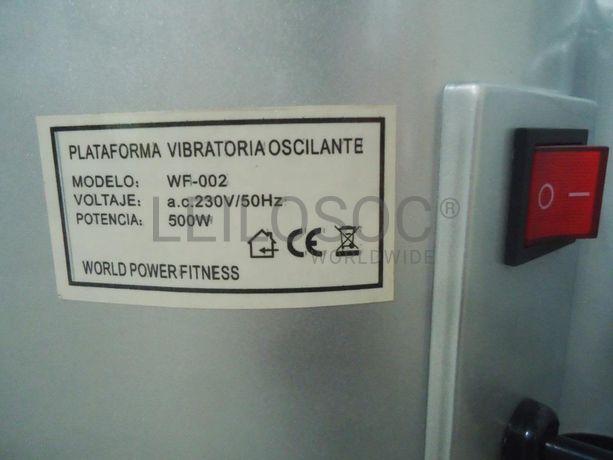 PLATAFORMA VIBRATORIA OSCILANTE
MODELO: WF-002
VOLTAJE: a.c.230V/50Hz
POTENCIA: 500W
CE
WORLD POWER FITNESS
LEILOSOC®
WORLDWIDE
O I